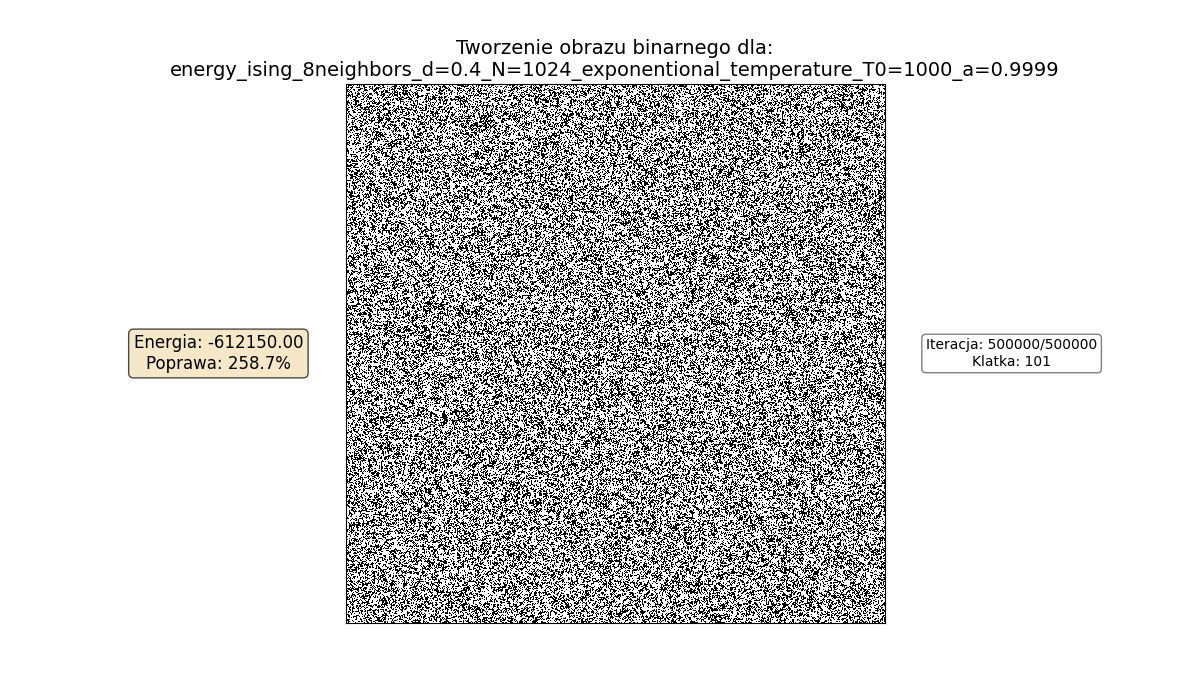 Tworzenie obrazu binarnego dla:
energy_ising_8neighbors_d=0.4_N=1024_exponentional_temperature_T0=1000_a=0.9999
Energia: -612150.00
Poprawa: 258.7%
Iteracja: 500000/500000
Klatka: 101